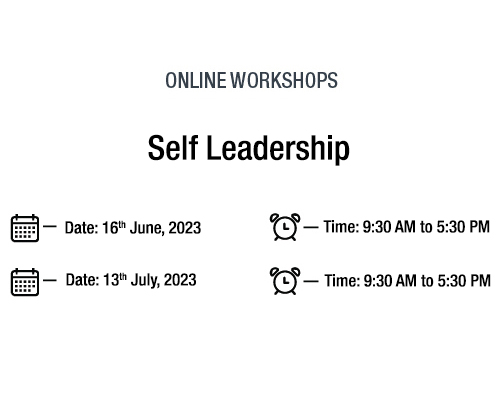 ONLINE WORKSHOPS
Self Leadership
Date: 16th June, 2023
Time: 9:30 AM to 5:30 PM
Date: 13th July, 2023
Time: 9:30 AM to 5:30 PM